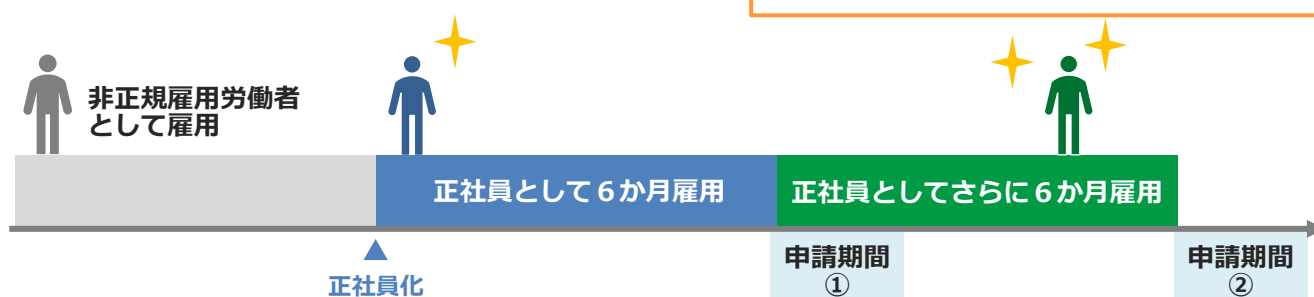 非正規雇用労働者
として雇用
正社員として６か月雇用
正社員としてさらに６か月雇用
正社員化
申請期間
①
申請期間
②